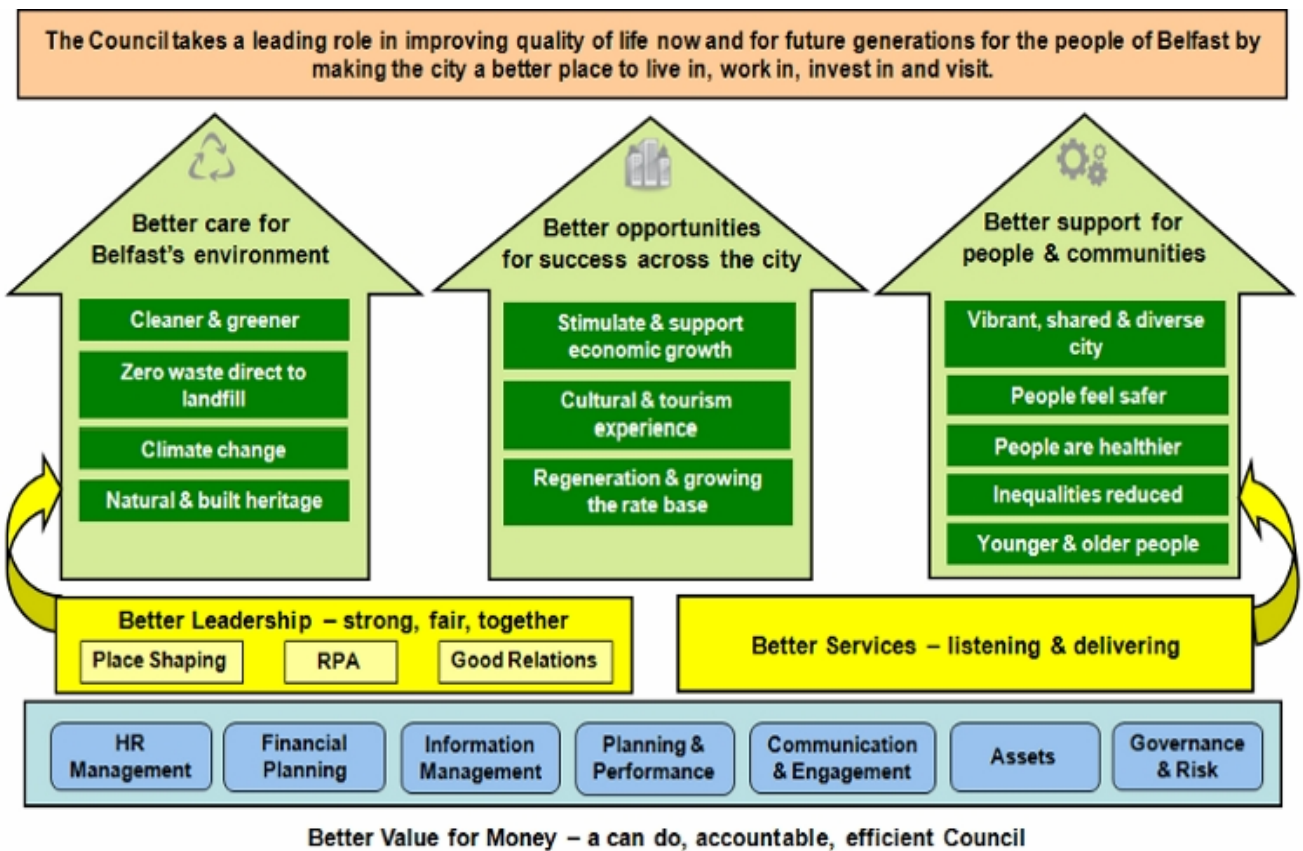 The Council takes a leading role in improving quality of life now and for future generations for the people of Belfast by
making the city a better place to live in, work in, invest in and visit.
Better care for
Belfast's environment
Cleaner & greener
Zero waste direct to
landfill
Climate change
Natural & built heritage
Better opportunities
for success across the city
Stimulate & support
economic growth
Cultural & tourism
experience
Regeneration & growing
the rate base
Better support for
people & communities
Vibrant, shared & diverse
city
People feel safer
People are healthier
Inequalities reduced
Younger & older people
Better Leadership – strong, fair, together
Place Shaping
RPA
Good Relations
Better Services – listening & delivering
HR
Management
Financial
Planning
Information
Management
Planning &
Performance
Communication
& Engagement
Assets
Governance
& Risk
Better Value for Money – a can do, accountable, efficient Council